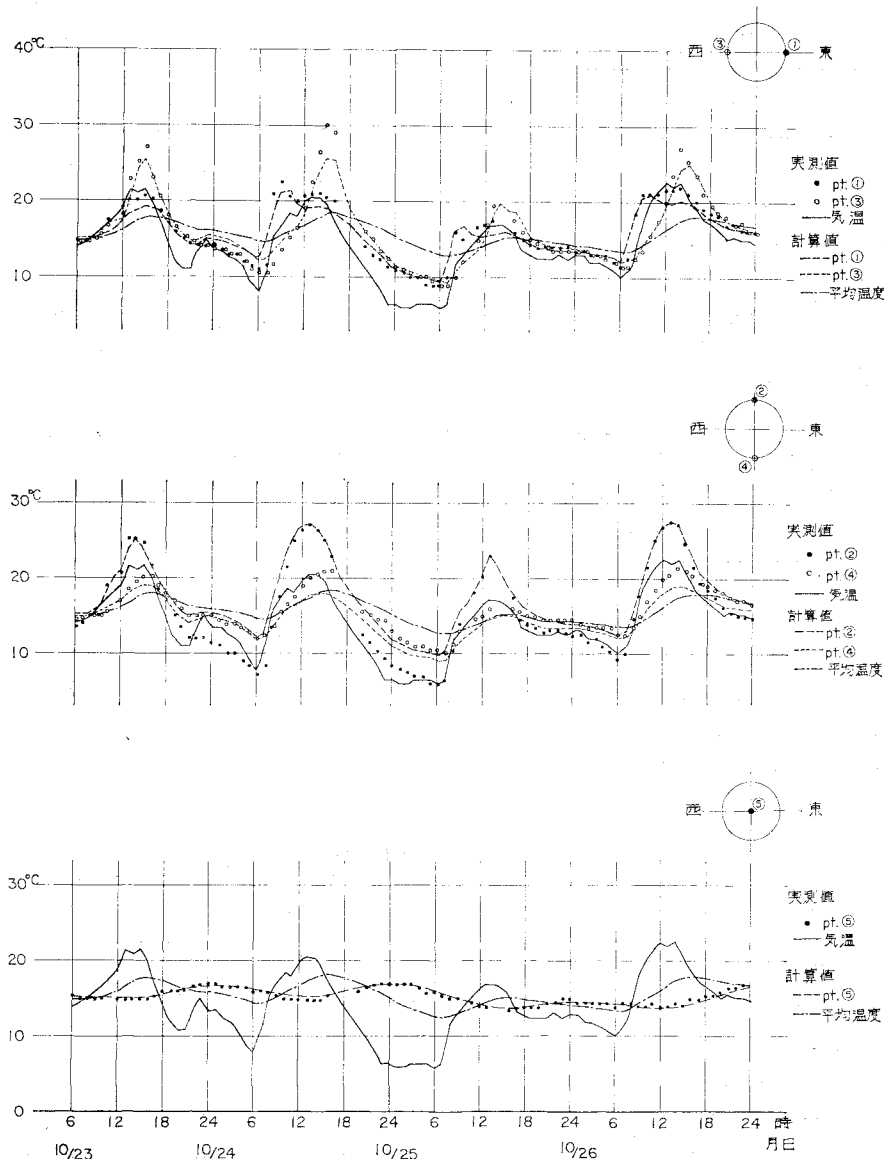 40℃
30
20
10
③ 西 東 ①
実測値
• pt.①
○ pt.③
気温
計算値
pt.①
pt.③
平均温度
30℃
20
10
②
西 東
④
実測値
• pt.②
○ pt.④
気温
計算値
pt.②
pt.④
平均温度
30℃
20
10
0
西 ⑤ 東
実測値
• pt.⑤
気温
計算値
pt.⑤
平均温度
6 12 18 24 6 12 18 24 6 12 18 24 6 12 18 24 時
10/23 10/24 10/25 10/26 月日